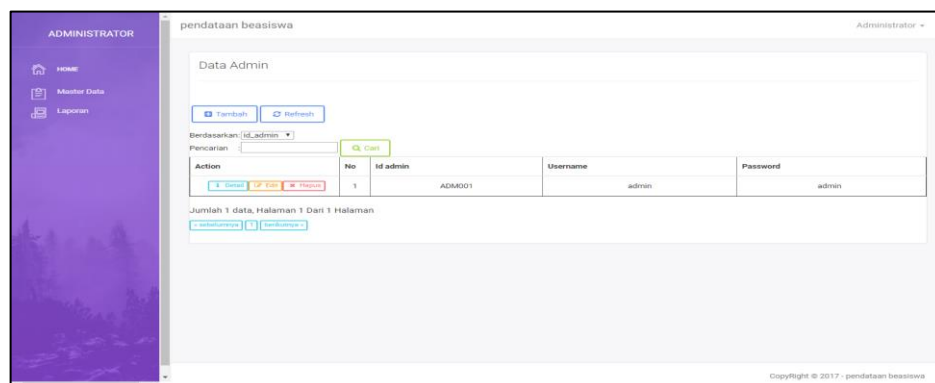 ADMINISTRATOR
HOME
Master Data
Laporan
pendataan beasiswa
Administrator
Data Admin
Tambah Refresh
Berdasarkan: id_admin
Pencarian : Cari
Action No Id admin Username Password
Detail Edit Hapus 1 ADM001 admin admin
Jumlah 1 data, Halaman 1 Dari 1 Halaman
« sebelumnya 1 berikutnya »
CopyRight © 2017 - pendataan beasiswa